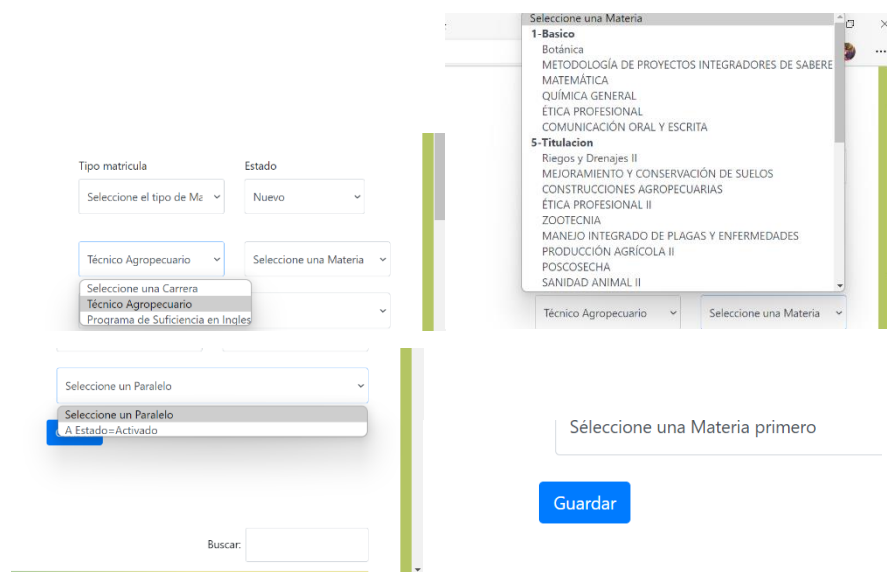 Tipo matricula
Estado
Seleccione el tipo de Ma
Nuevo
Técnico Agropecuario
Seleccione una Materia
Seleccione una Carrera
Técnico Agropecuario
Programa de Suficiencia en Ingles
Seleccione una Materia
1-Basico
Botánica
METODOLOGÍA DE PROYECTOS INTEGRADORES DE SABERE
MATEMÁTICA
QUÍMICA GENERAL
ÉTICA PROFESIONAL
COMUNICACIÓN ORAL Y ESCRITA
5-Titulacion
Riegos y Drenajes II
MEJORAMIENTO Y CONSERVACIÓN DE SUELOS
CONSTRUCCIONES AGROPECUARIAS
ÉTICA PROFESIONAL II
ZOOTECNIA
MANEJO INTEGRADO DE PLAGAS Y ENFERMEDADES
PRODUCCIÓN AGRÍCOLA II
POSCOSECHA
SANIDAD ANIMAL II
Técnico Agropecuario
Seleccione una Materia
Seleccione un Paralelo
Seleccione un Paralelo
A Estado=Activado
Buscar:
Séleccione una Materia primero
Guardar